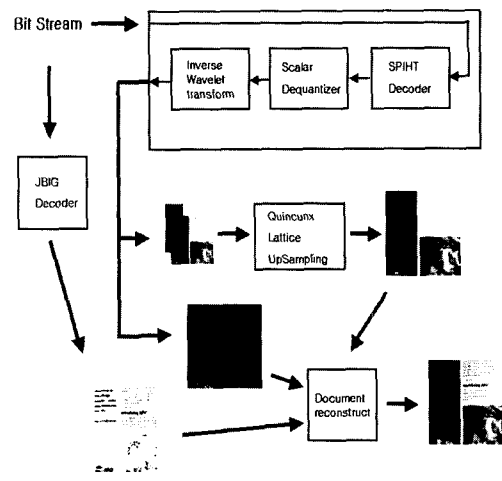 Bit Stream
Inverse
Wavelet
transform
Scalar
Dequantizer
SPIHT
Decoder
JBIG
Decoder
Quincunx
Lattice
UpSampling
Document
reconstruct